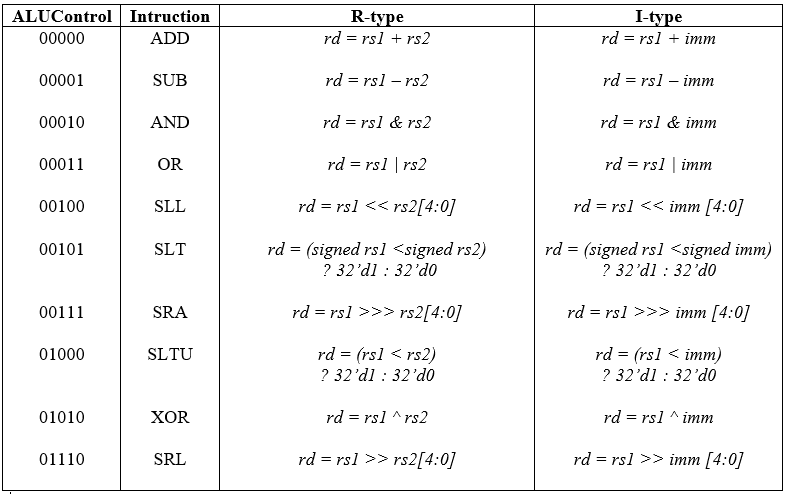 ALUControl Intruction R-type I-type
00000 ADD rd = rs1 + rs2 rd = rs1 + imm
00001 SUB rd = rs1 – rs2 rd = rs1 – imm
00010 AND rd = rs1 & rs2 rd = rs1 & imm
00011 OR rd = rs1 | rs2 rd = rs1 | imm
00100 SLL rd = rs1 << rs2[4:0] rd = rs1 << imm [4:0]
00101 SLT rd = (signed rs1 <signed rs2) rd = (signed rs1 <signed imm)
? 32’d1 : 32’d0 ? 32’d1 : 32’d0
00111 SRA rd = rs1 >>> rs2[4:0] rd = rs1 >>> imm [4:0]
01000 SLTU rd = (rs1 < rs2) rd = (rs1 < imm)
? 32’d1 : 32’d0 ? 32’d1 : 32’d0
01010 XOR rd = rs1 ^ rs2 rd = rs1 ^ imm
01110 SRL rd = rs1 >> rs2[4:0] rd = rs1 >> imm [4:0]